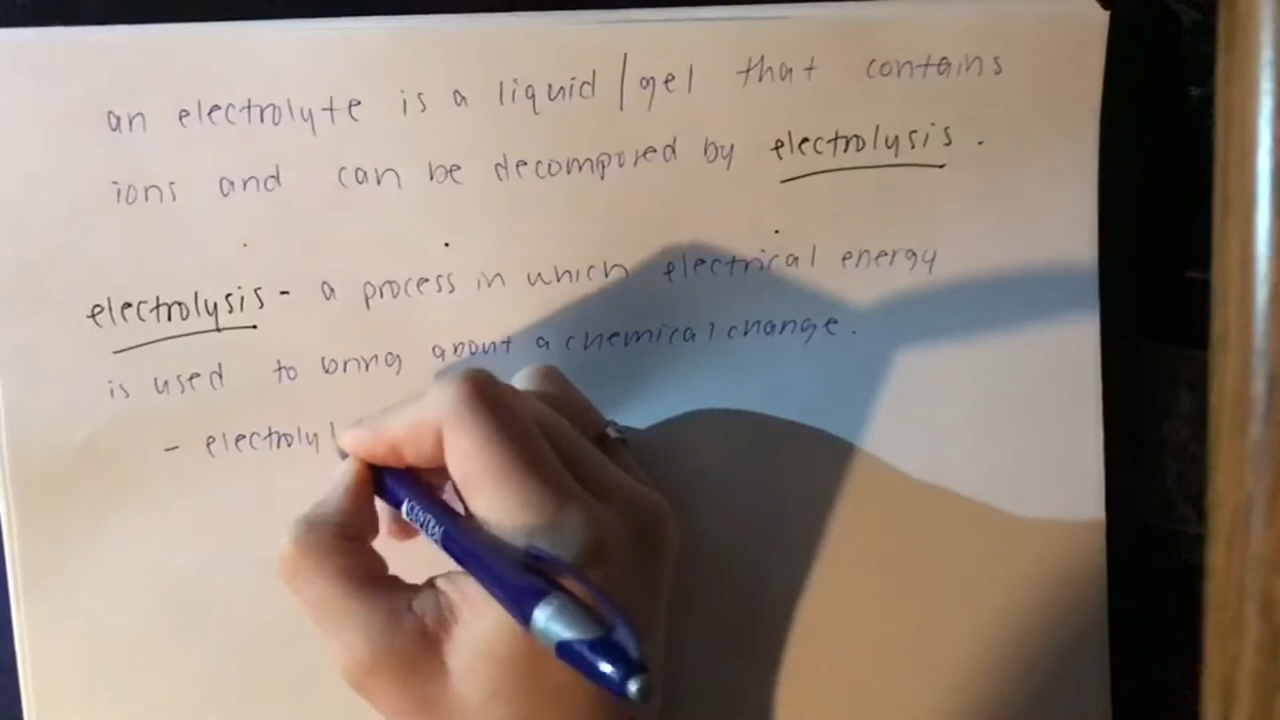 an electrolyte is a liquid/gel that contains
ions and can be decomposed by electrolysis.
electrolysis- a process in which electrical energy
is used to bring about a chemical change.
- electroly
CENTRAL